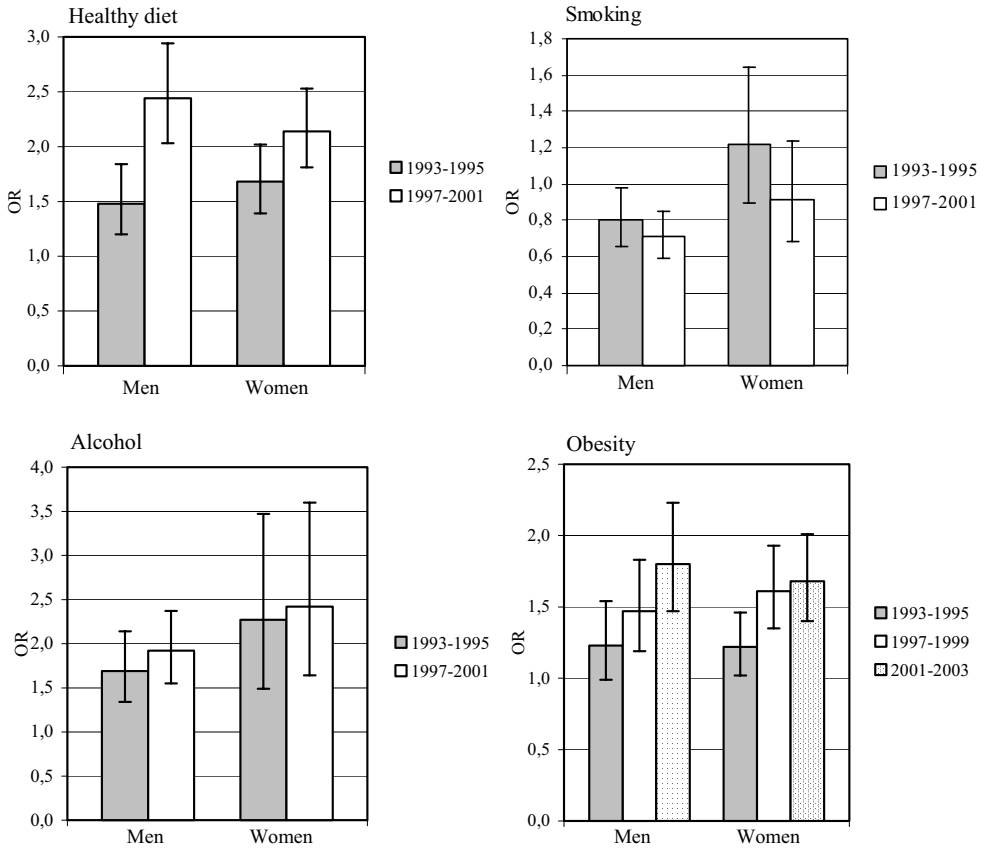 Healthy diet
3,0
2,5
2,0
1,5
1,0
0,5
0,0
OR
Men
Women
1993-1995
1997-2001
Smoking
1,8
1,6
1,4
1,2
1,0
0,8
0,6
0,4
0,2
0,0
OR
Men
Women
1993-1995
1997-2001
Alcohol
4,0
3,5
3,0
2,5
2,0
1,5
1,0
0,5
0,0
OR
Men
Women
1993-1995
1997-2001
Obesity
2,5
2,0
1,5
1,0
0,5
0,0
OR
Men
Women
1993-1995
1997-1999
2001-2003